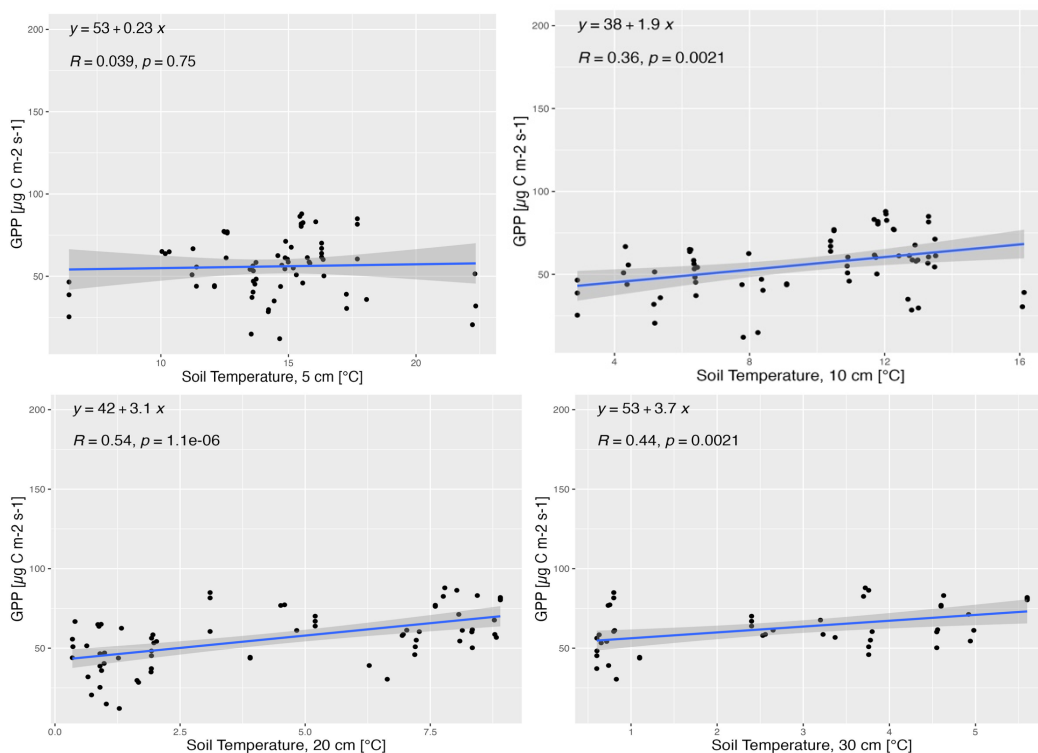 y = 53 + 0.23 x
R = 0.039, p = 0.75
200
150
100
50
GPP [µg C m-2 s-1]
10
15
20
Soil Temperature, 5 cm [°C]
y = 38 + 1.9 x
R = 0.36, p = 0.0021
200
150
100
50
GPP [µg C m-2 s-1]
4
8
12
16
Soil Temperature, 10 cm [°C]
y = 42 + 3.1 x
R = 0.54, p = 1.1e-06
200
150
100
50
GPP [µg C m-2 s-1]
0.0
2.5
5.0
7.5
Soil Temperature, 20 cm [°C]
y = 53 + 3.7 x
R = 0.44, p = 0.0021
200
150
100
50
GPP [µg C m-2 s-1]
1
2
3
4
5
Soil Temperature, 30 cm [°C]